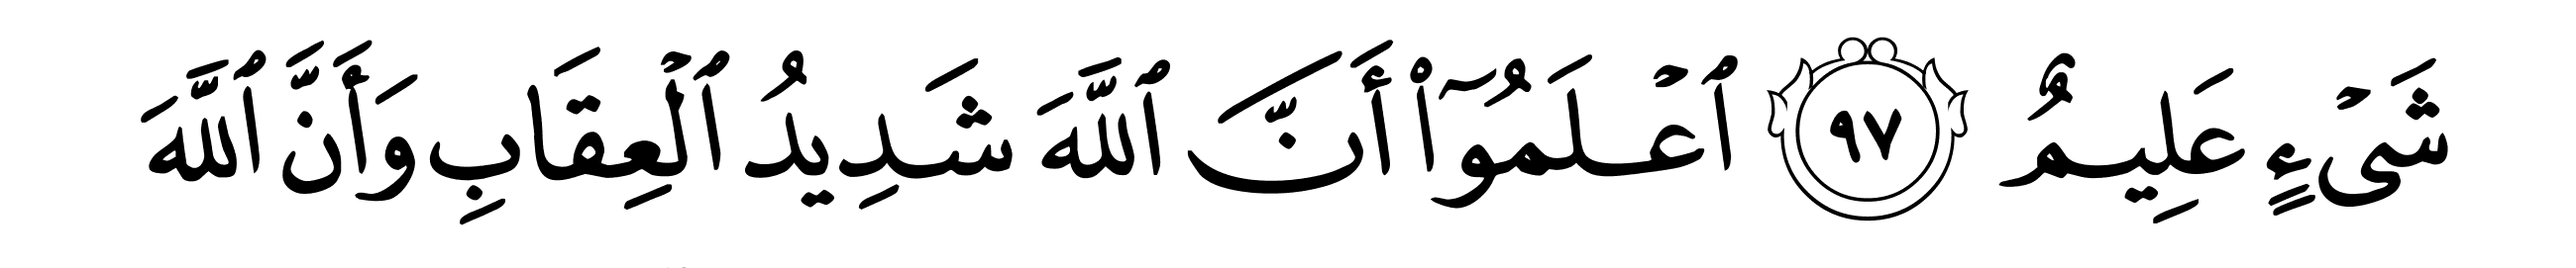 شَىْءٍ عَلِيمٌ ٩٧ ٱعْلَمُوٓا۟ أَنَّ ٱللَّهَ شَدِيدُ ٱلْعِقَابِ وَأَنَّ ٱللَّهَ